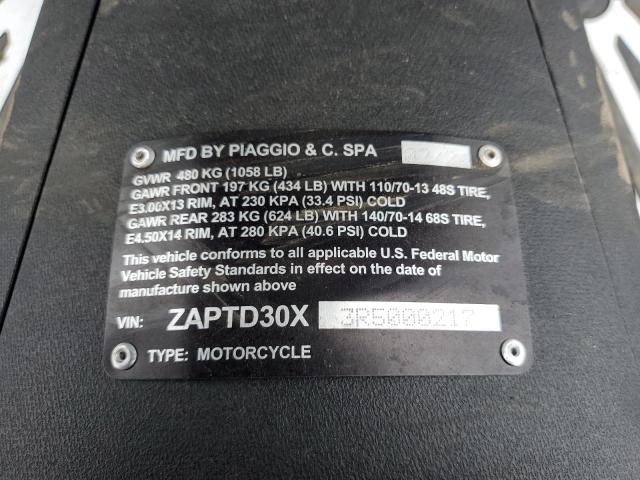 MFD BY PIAGGIO & C. SPA
GVWR 480 KG (1058 LB)
GAWR FRONT 197 KG (434 LB) WITH 110/70-13 48S TIRE,
E3.00X13 RIM, AT 230 KPA (33.4 PSI) COLD
GAWR REAR 283 KG (624 LB) WITH 140/70-14 68S TIRE,
E4.50X14 RIM, AT 280 KPA (40.6 PSI) COLD
This vehicle conforms to all applicable U.S. Federal Motor
Vehicle Safety Standards in effect on the date of
manufacture shown above
VIN: ZAPTD30X 3R5000217
TYPE: MOTORCYCLE